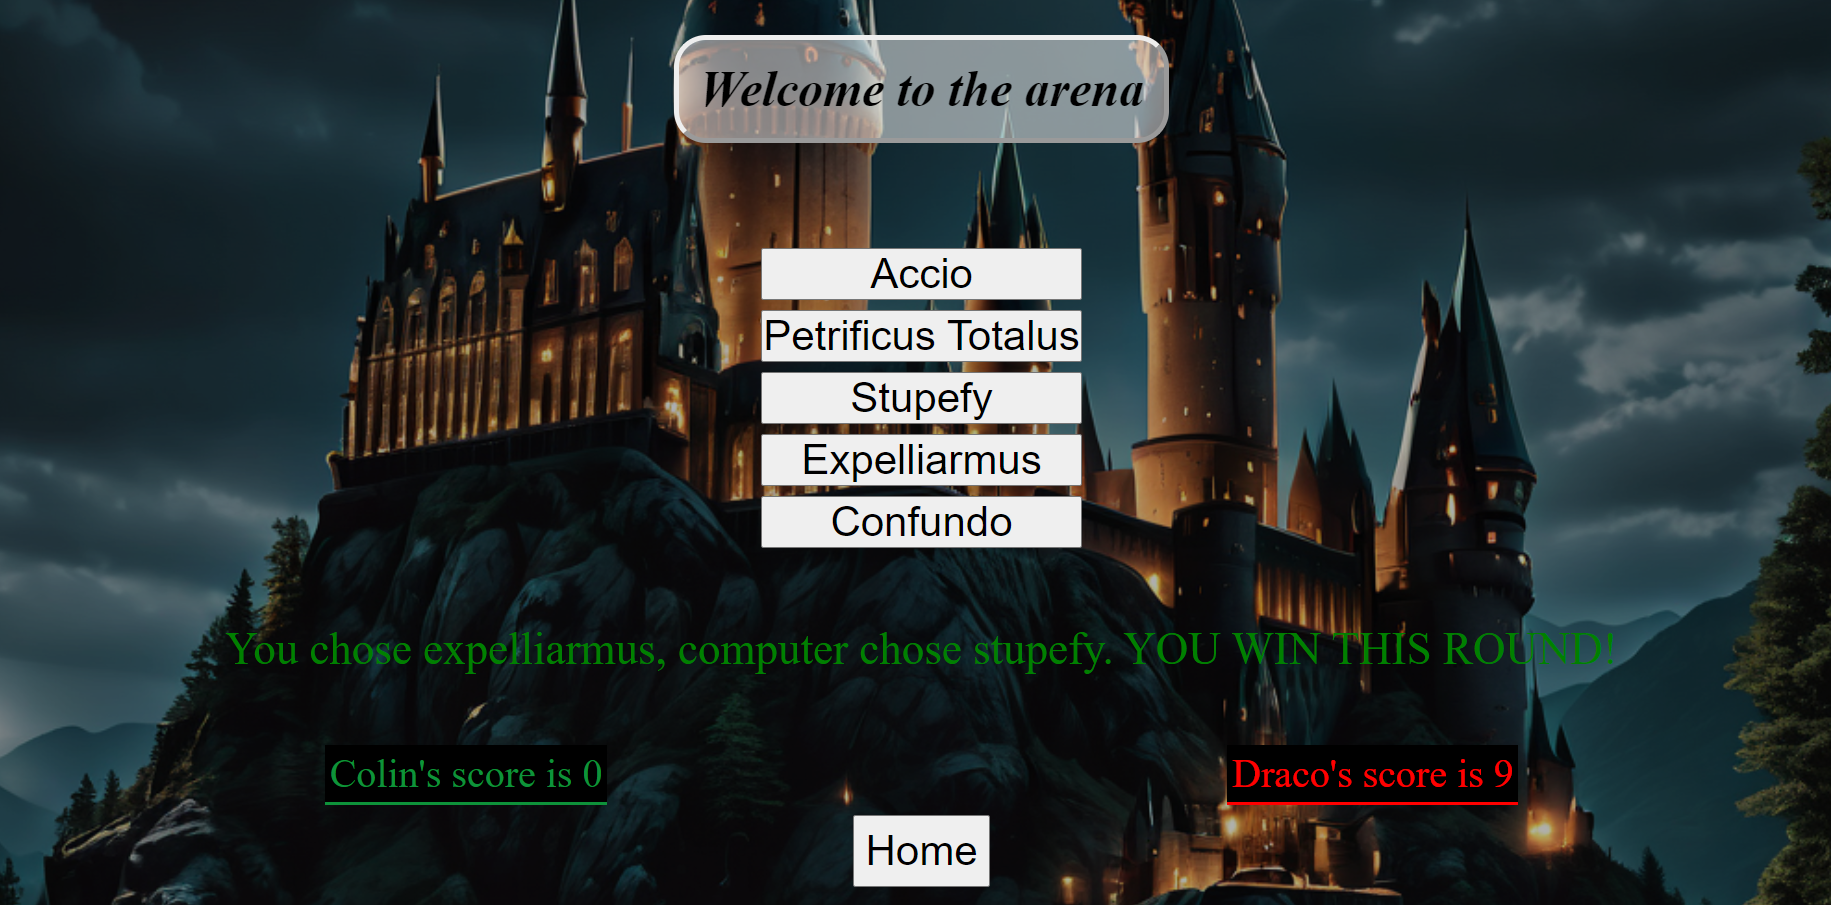 Welcome to the arena
Accio
Petrificus Totalus
Stupefy
Expelliarmus
Confundo
You chose expelliarmus, computer chose stupefy. YOU WIN THIS ROUND!
Colin's score is 0
Draco's score is 9
Home